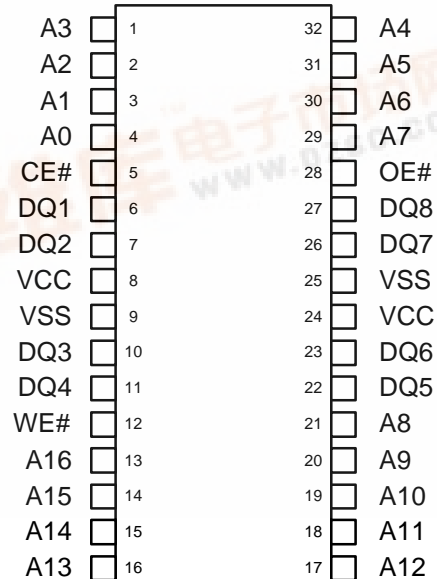 A3 1 32 A4
A2 2 31 A5
A1 3 30 A6
A0 4 29 A7
CE# 5 28 OE#
DQ1 6 27 DQ8
DQ2 7 26 DQ7
VCC 8 25 VSS
VSS 9 24 VCC
DQ3 10 23 DQ6
DQ4 11 22 DQ5
WE# 12 21 A8
A16 13 20 A9
A15 14 19 A10
A14 15 18 A11
A13 16 17 A12